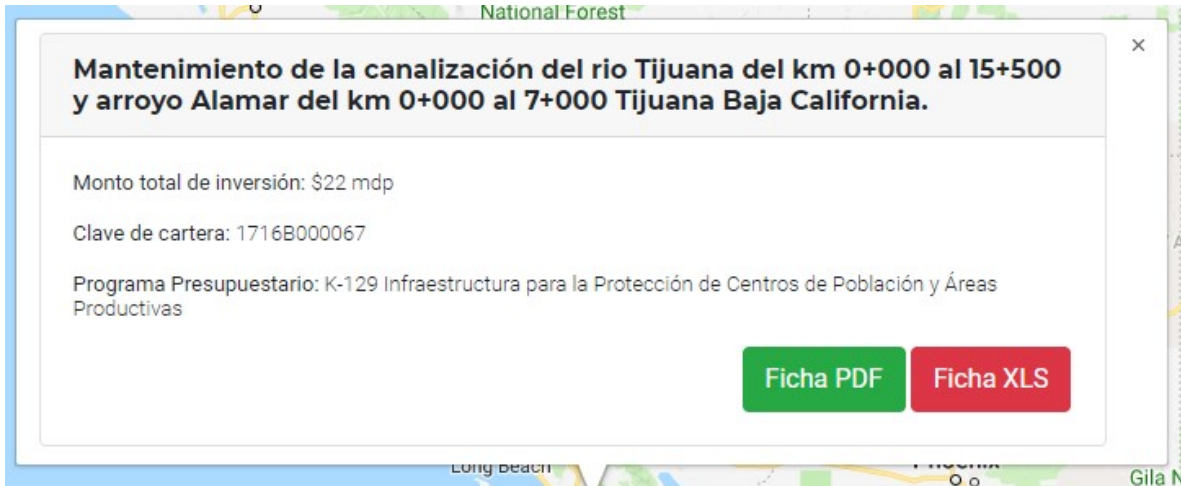 National Forest
×
Mantenimiento de la canalización del rio Tijuana del km 0+000 al 15+500
y arroyo Alamar del km 0+000 al 7+000 Tijuana Baja California.
Monto total de inversión: $22 mdp
Clave de cartera: 1716B000067
Programa Presupuestario: K-129 Infraestructura para la Protección de Centros de Población y Áreas
Productivas
Ficha PDF Ficha XLS
Long Beach
Gila